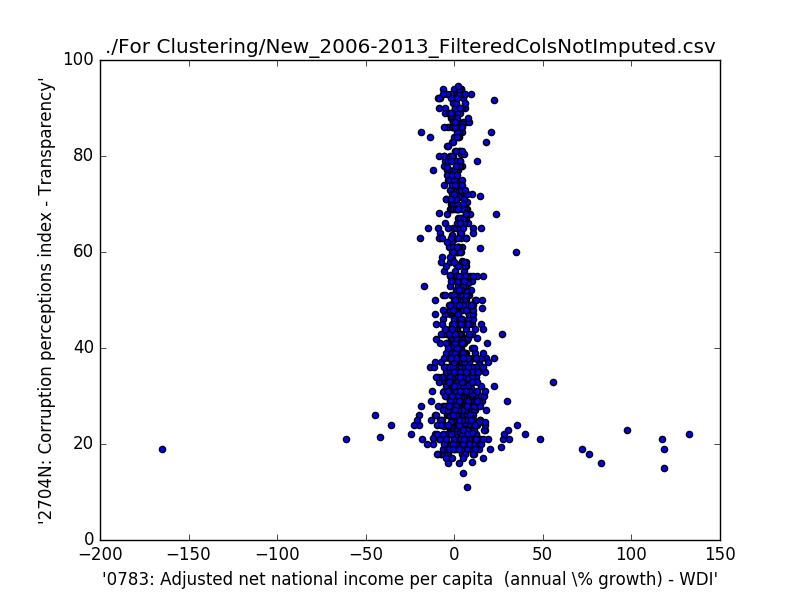 ./For Clustering/New_2006-2013_FilteredColsNotImputed.csv
100
80
60
40
20
0
'2704N: Corruption perceptions index - Transparency'
−200 −150 −100 −50 0 50 100 150
'0783: Adjusted net national income per capita  (annual \% growth) - WDI'